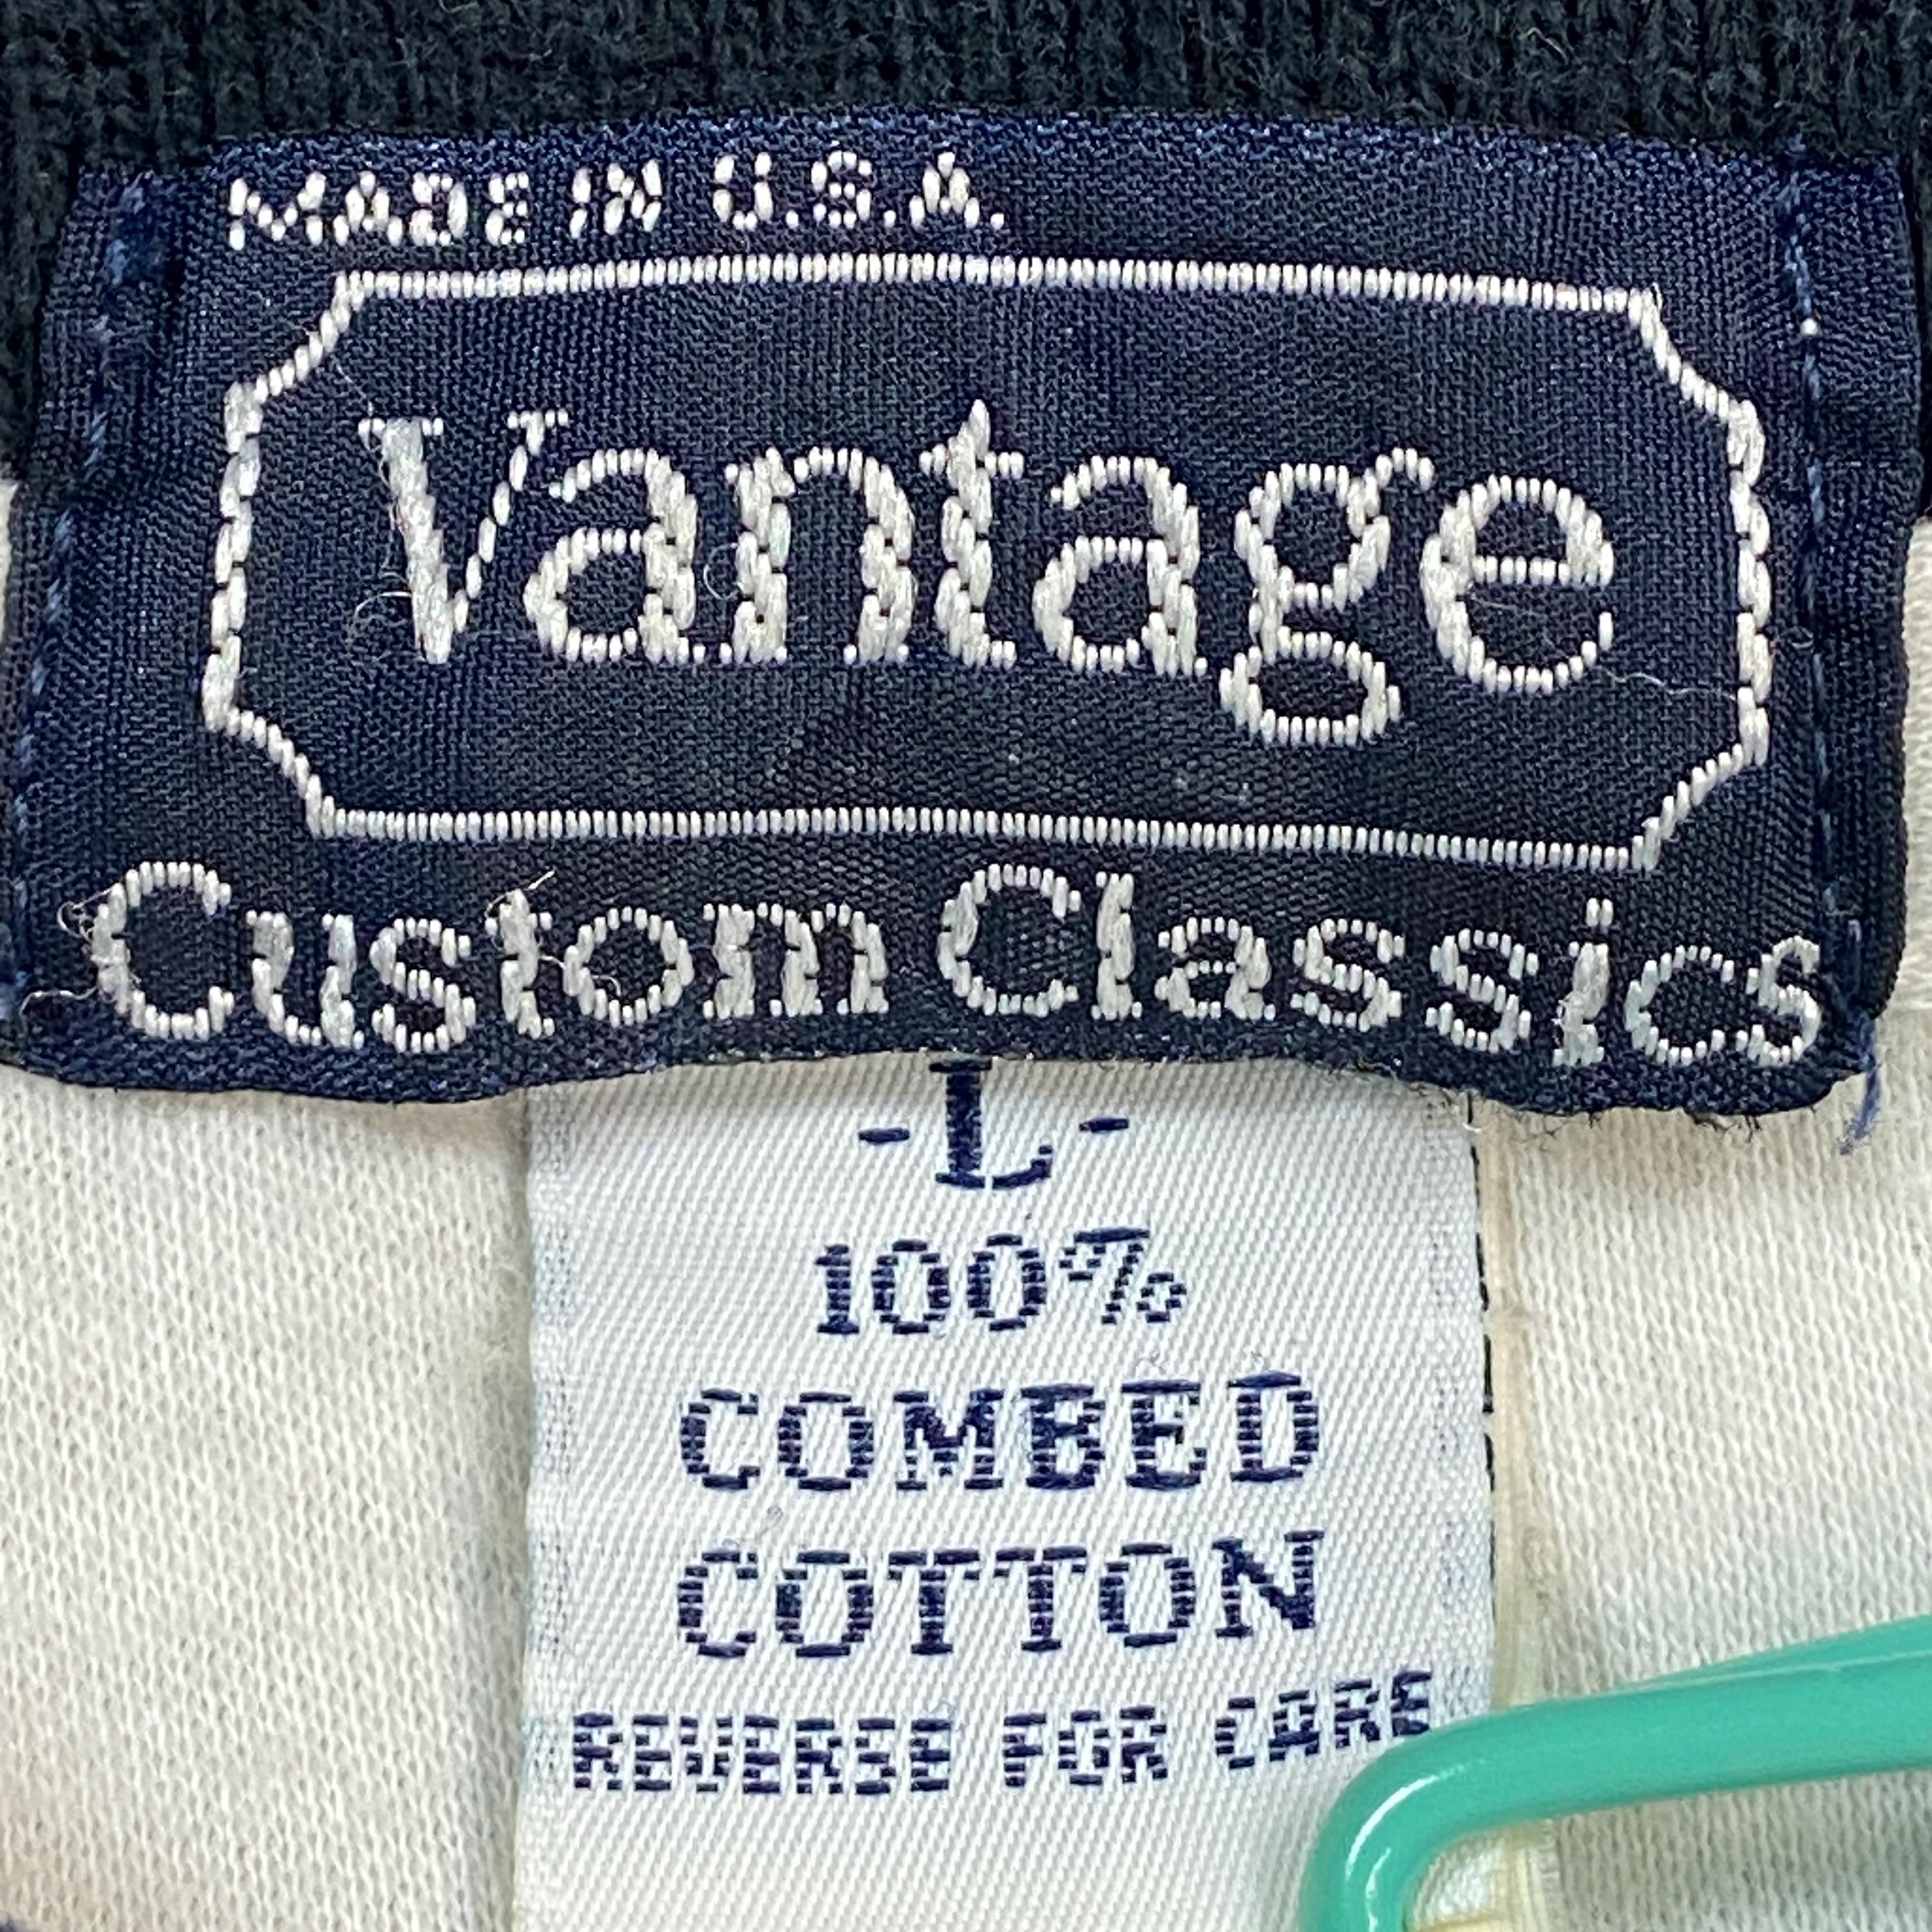 MADE IN U.S.A.
Vantage
Custom Classics
-L-
100%
COMBED
COTTON
REVERSE FOR CARE